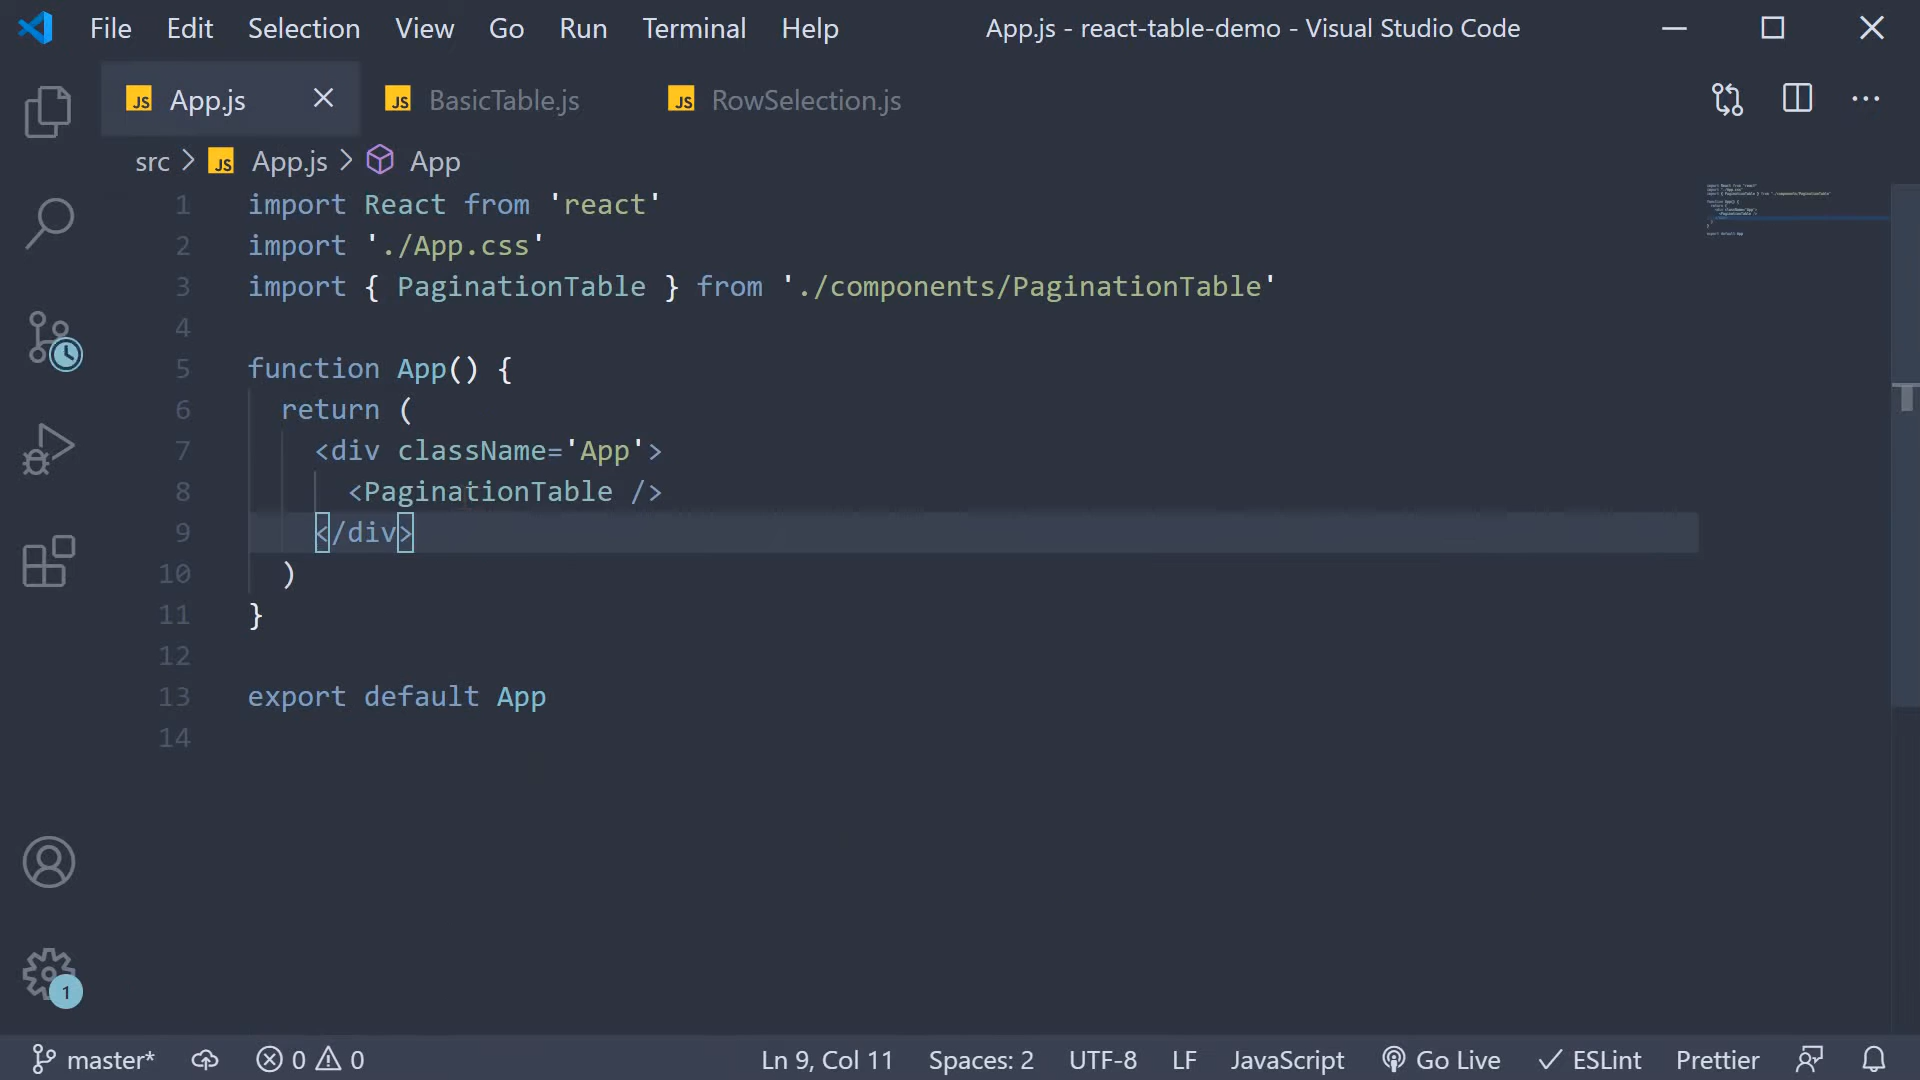 File Edit Selection View Go Run Terminal Help App.js - react-table-demo - Visual Studio Code
JS App.js JS BasicTable.js JS RowSelection.js
src JS App.js App
1 import React from 'react'
2 import './App.css'
3 import { PaginationTable } from './components/PaginationTable'
4
5 function App() {
6 return (
7 <div className='App'>
8 <PaginationTable />
9 </div>
10 )
11 }
12
13 export default App
14
1
master* 0 0 Ln 9, Col 11 Spaces: 2 UTF-8 LF JavaScript Go Live ESLint Prettier